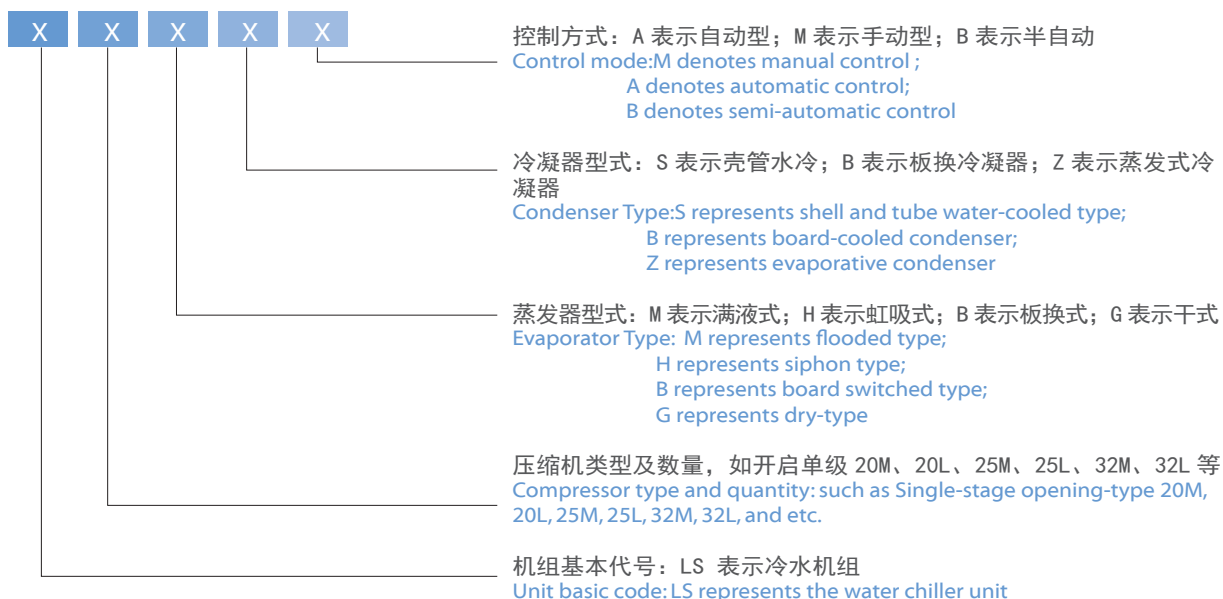 X X X X X
控制方式：A 表示自动型；M 表示手动型；B 表示半自动
Control mode:M denotes manual control ;
A denotes automatic control;
B denotes semi-automatic control
冷凝器型式：S 表示壳管水冷；B 表示板换冷凝器；Z 表示蒸发式冷
凝器
Condenser Type:S represents shell and tube water-cooled type;
B represents board-cooled condenser;
Z represents evaporative condenser
蒸发器型式：M 表示满液式；H 表示虹吸式；B 表示板换式；G 表示干式
Evaporator Type: M represents flooded type;
H represents siphon type;
B represents board switched type;
G represents dry-type
压缩机类型及数量，如开启单级 20M、20L、25M、25L、32M、32L 等
Compressor type and quantity: such as Single-stage opening-type 20M,
20L, 25M, 25L, 32M, 32L, and etc.
机组基本代号：LS 表示冷水机组
Unit basic code: LS represents the water chiller unit